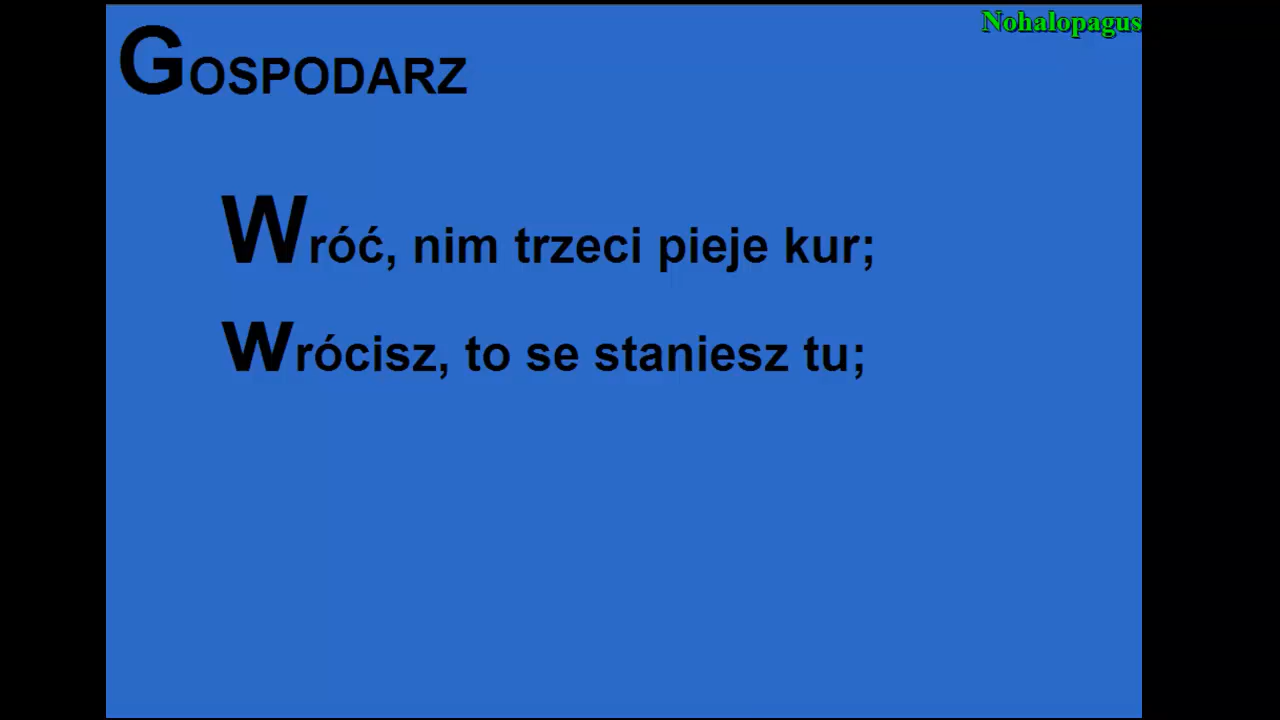 Nohalopagus
GOSPODARZ
Wróć, nim trzeci pieje kur;
wrócisz, to se staniesz tu;